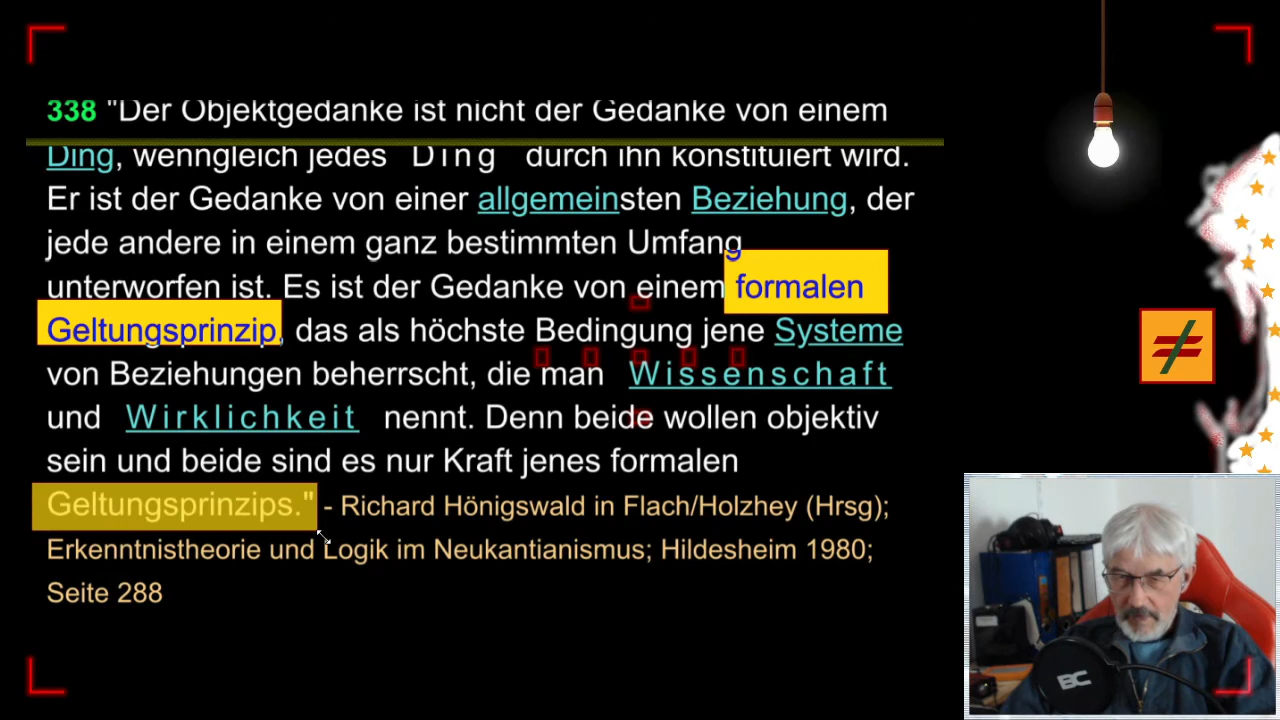 338 "Der Objektgedanke ist nicht der Gedanke von einem
Ding, wenngleich jedes Ding durch ihn konstituiert wird.
Er ist der Gedanke von einer allgemeinsten Beziehung, der
jede andere in einem ganz bestimmten Umfang
unterworfen ist. Es ist der Gedanke von einem formalen
Geltungsprinzip, das als höchste Bedingung jene Systeme
von Beziehungen beherrscht, die man Wissenschaft
und Wirklichkeit nennt. Denn beide wollen objektiv
sein und beide sind es nur Kraft jenes formalen
Geltungsprinzips." - Richard Hönigswald in Flach/Holzhey (Hrsg);
Erkenntnistheorie und Logik im Neukantianismus; Hildesheim 1980;
Seite 288
≠
BC